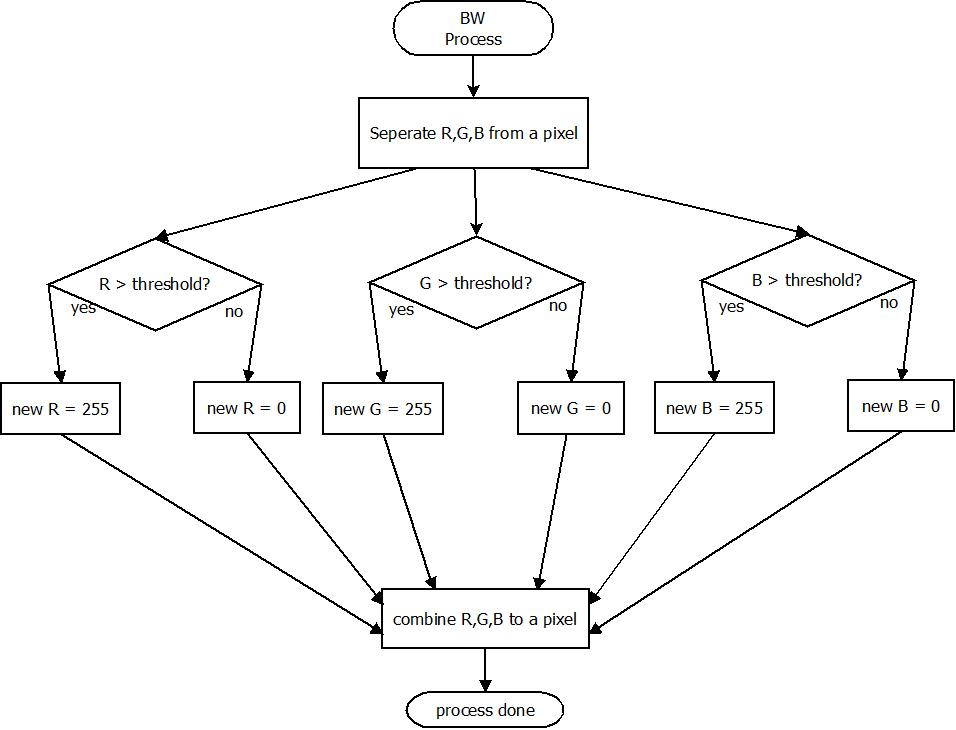 BW
Process
Seperate R,G,B from a pixel
R > threshold?
G > threshold?
B > threshold?
yes
no
yes
no
yes
no
new R = 255
new R = 0
new G = 255
new G = 0
new B = 255
new B = 0
combine R,G,B to a pixel
process done